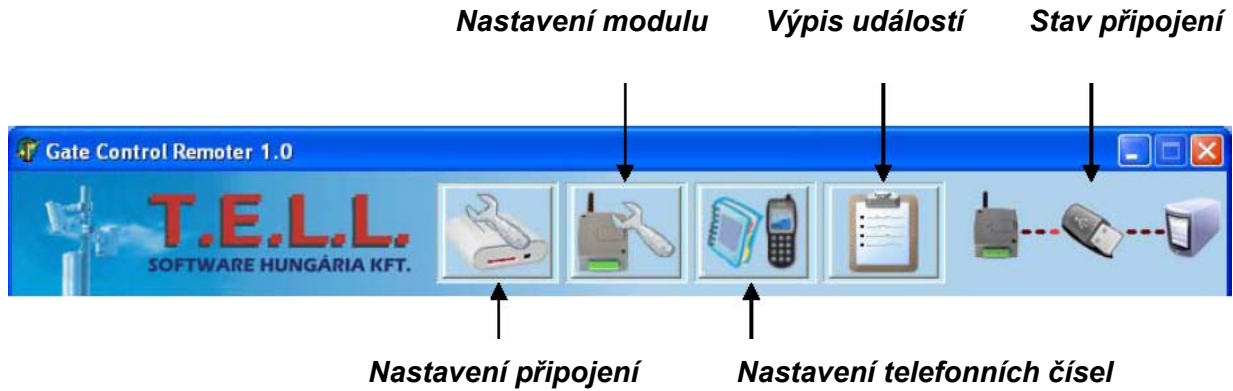 Nastavení modulu Výpis událostí Stav připojení
Gate Control Remoter 1.0
T.E.L.L.
SOFTWARE HUNGÁRIA KFT.
Nastavení připojení Nastavení telefonních čísel